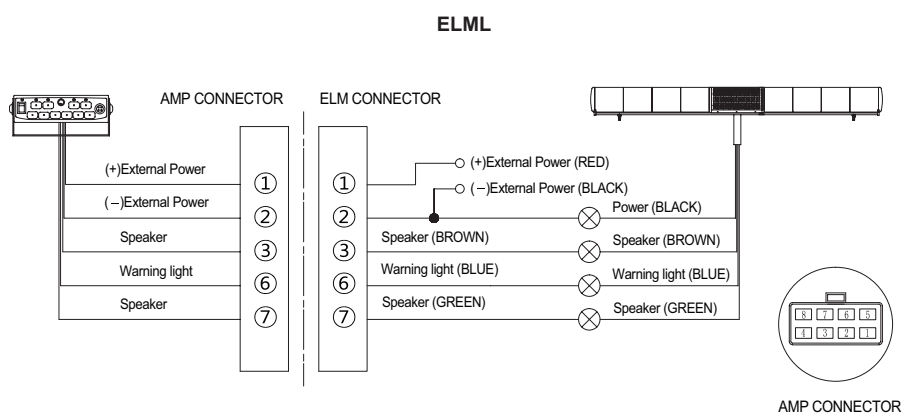 ELML
AMP CONNECTOR
ELM CONNECTOR
(+)External Power
(−)External Power
Speaker
Warning light
Speaker
①
②
③
⑥
⑦
①
②
③
⑥
⑦
(+)External Power (RED)
(−)External Power (BLACK)
Power (BLACK)
Speaker (BROWN)
Speaker (BROWN)
Warning light (BLUE)
Warning light (BLUE)
Speaker (GREEN)
Speaker (GREEN)
8 7 6 5
4 3 2 1
AMP CONNECTOR